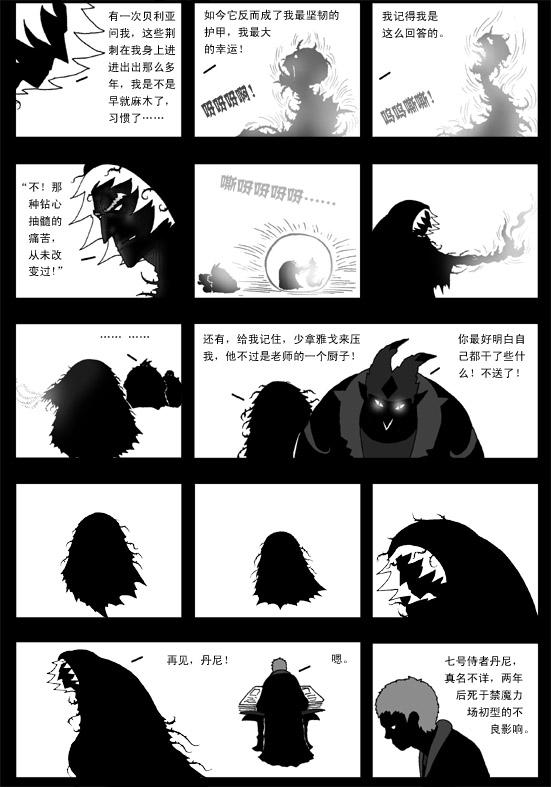 有一次贝利亚
问我，这些荆
刺在我身上进
进出出那么多
年，我是不是
早就麻木了，
习惯了……
如今它反而成了我最坚韧的
护甲，我最大
的幸运！
呀呀呀啊！
我记得我是
这么回答的。
呜呜嘶嘶！
“不！那
种钻心
抽髓的
痛苦，
从未改
变过！”
嘶呀呀呀呀……
…… ……
还有，给我记住，少拿雅戈来压
我，他不过是老师的一个厨子！
你最好明白自
己都干了些什
么！不送了！
再见，丹尼！
嗯。
七号侍者丹尼，
真名不详，两年
后死于禁魔力
场初型的不
良影响。